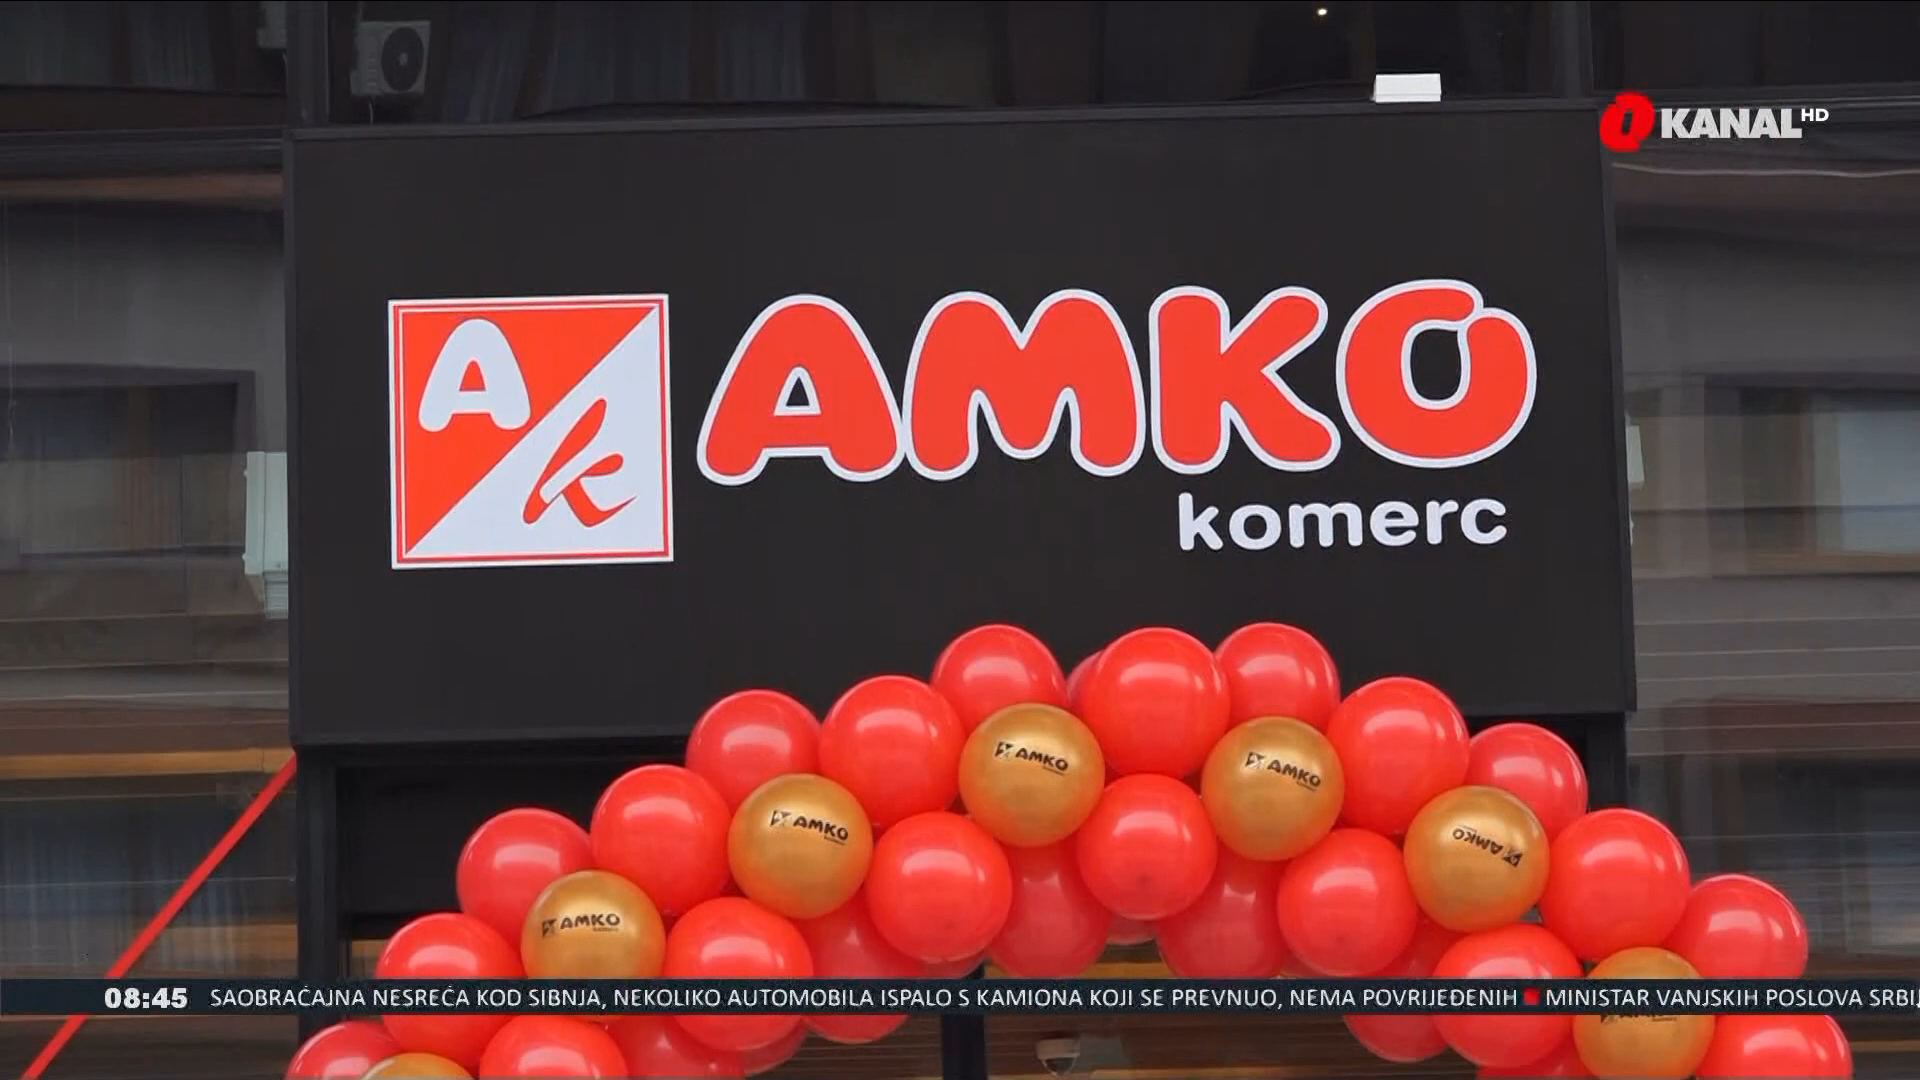 O KANAL HD
A k
AMKO
komerc
AMKO
AMKO
AMKO
AMKO
AMKO
08:45 SAOBRAĆAJNA NESREĆA KOD SIBNJA, NEKOLIKO AUTOMOBILA ISPALO S KAMIONA KOJI SE PREVNUO, NEMA POVRIJEĐENIH ■ MINISTAR VANJSKIH POSLOVA SRBIJ